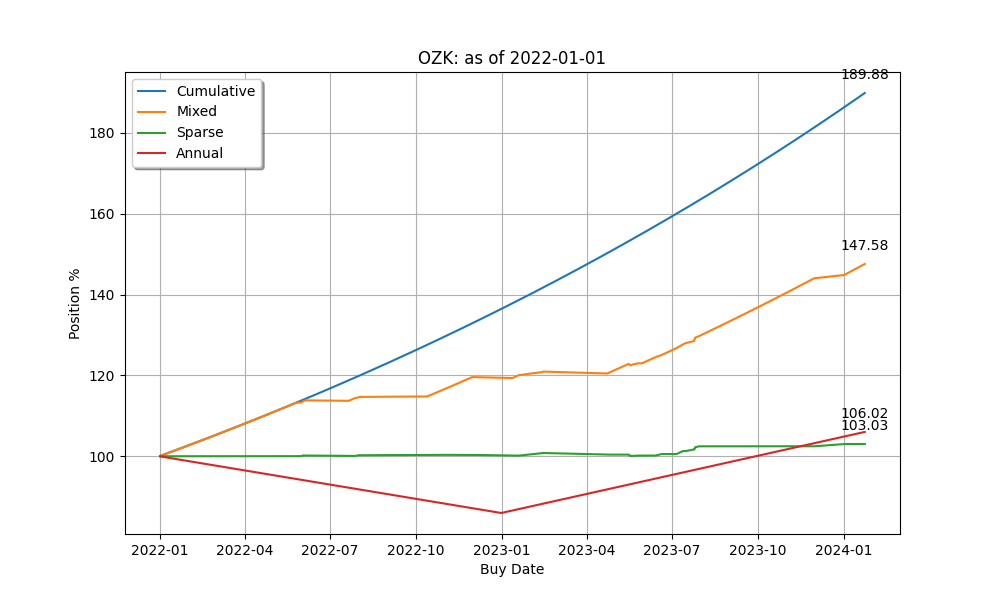 OZK: as of 2022-01-01
189.88
Cumulative
Mixed
Sparse
Annual
180
160
147.58
140
120
106.02
103.03
100
Position %
2022-01 2022-04 2022-07 2022-10 2023-01 2023-04 2023-07 2023-10 2024-01
Buy Date